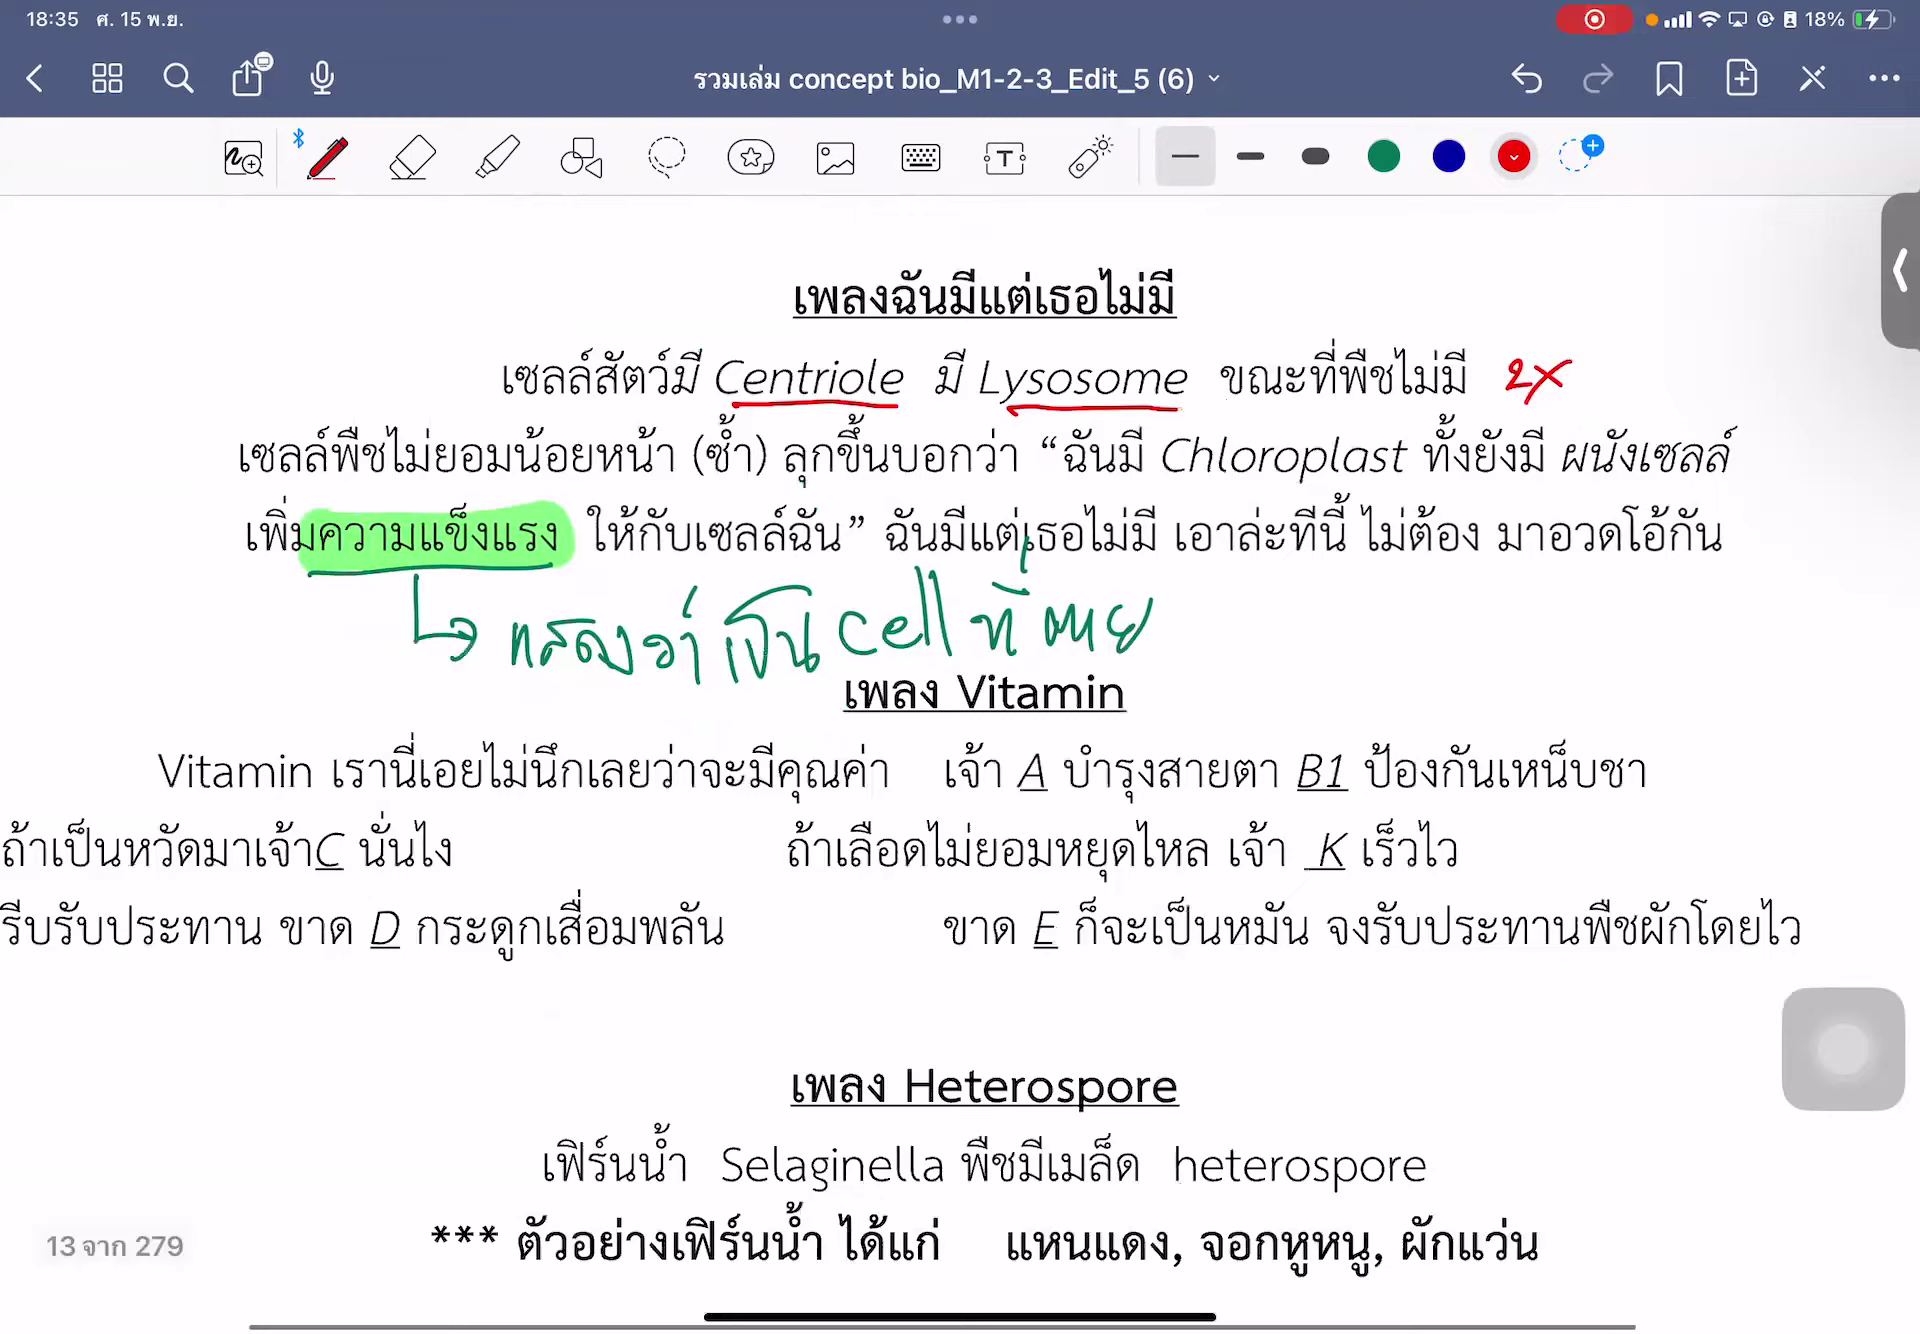 18:35 ศ. 15 พ.ย.
18%
รวมเล่ม concept bio_M1-2-3_Edit_5 (6)
เพลงฉันมีแต่เธอไม่มี
เซลล์สัตว์มี Centriole มี Lysosome ขณะที่พืชไม่มี 2X
เซลล์พืชไม่ยอมน้อยหน้า (ซ้ำ) ลุกขึ้นบอกว่า “ฉันมี Chloroplast ทั้งยังมี ผนังเซลล์
เพิ่มความแข็งแรง ให้กับเซลล์ฉัน” ฉันมีแต่เธอไม่มี เอาล่ะทีนี้ ไม่ต้อง มาอวดโอ้กัน
แสดงว่าเป็น cell ที่ตาย
เพลง Vitamin
Vitamin เรานี่เอยไม่นึกเลยว่าจะมีคุณค่า เจ้า A บำรุงสายตา B1 ป้องกันเหน็บชา
ถ้าเป็นหวัดมาเจ้าC นั่นไง ถ้าเลือดไม่ยอมหยุดไหล เจ้า K เร็วไว
รีบรับประทาน ขาด D กระดูกเสื่อมพลัน ขาด E ก็จะเป็นหมัน จงรับประทานพืชผักโดยไว
เพลง Heterospore
เฟิร์นน้ำ Selaginella พืชมีเมล็ด heterospore
*** ตัวอย่างเฟิร์นน้ำ ได้แก่ แหนแดง, จอกหูหนู, ผักแว่น
13 จาก 279